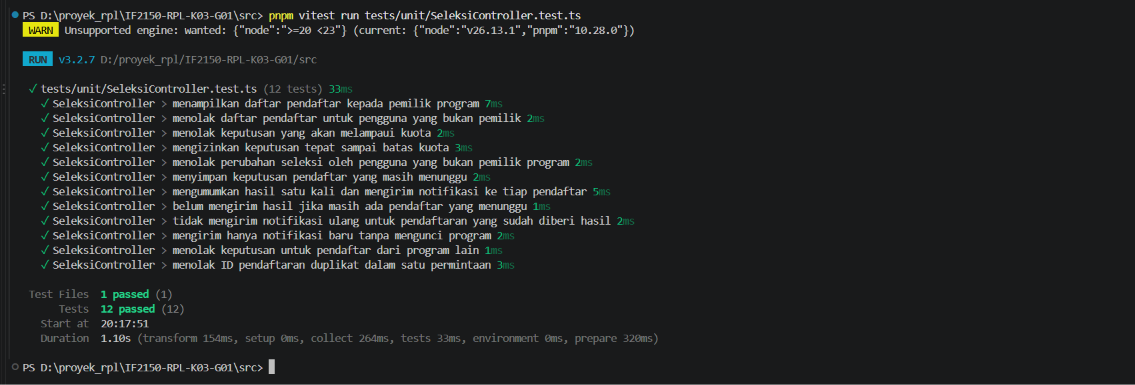 PS D:\proyek_rpl\IF2150-RPL-K03-G01\src> pnpm vitest run tests/unit/SeleksiController.test.ts
WARN Unsupported engine: wanted: {"node":">=20 <23"} (current: {"node":"v26.13.1","pnpm":"10.28.0"})
RUN v3.2.7 D:/proyek_rpl/IF2150-RPL-K03-G01/src
✓ tests/unit/SeleksiController.test.ts (12 tests) 33ms
✓ SeleksiController > menampilkan daftar pendaftar kepada pemilik program 7ms
✓ SeleksiController > menolak daftar pendaftar untuk pengguna yang bukan pemilik 2ms
✓ SeleksiController > menolak keputusan yang akan melampaui kuota 2ms
✓ SeleksiController > mengizinkan keputusan tepat sampai batas kuota 3ms
✓ SeleksiController > menolak perubahan seleksi oleh pengguna yang bukan pemilik program 2ms
✓ SeleksiController > menyimpan keputusan pendaftar yang masih menunggu 2ms
✓ SeleksiController > mengumumkan hasil satu kali dan mengirim notifikasi ke tiap pendaftar 5ms
✓ SeleksiController > belum mengirim hasil jika masih ada pendaftar yang menunggu 1ms
✓ SeleksiController > tidak mengirim notifikasi ulang untuk pendaftaran yang sudah diberi hasil 2ms
✓ SeleksiController > mengirim hanya notifikasi baru tanpa mengunci program 2ms
✓ SeleksiController > menolak keputusan untuk pendaftar dari program lain 1ms
✓ SeleksiController > menolak ID pendaftaran duplikat dalam satu permintaan 3ms
Test Files 1 passed (1)
Tests 12 passed (12)
Start at 20:17:51
Duration 1.10s (transform 154ms, setup 0ms, collect 264ms, tests 33ms, environment 0ms, prepare 320ms)
PS D:\proyek_rpl\IF2150-RPL-K03-G01\src>